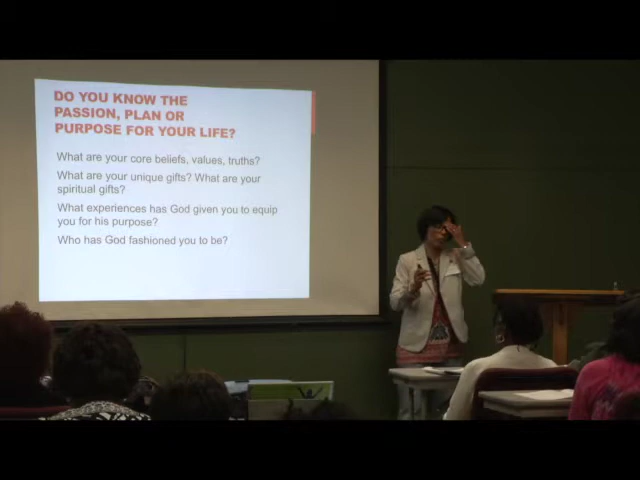 DO YOU KNOW THE
PASSION, PLAN OR
PURPOSE FOR YOUR LIFE?
What are your core beliefs, values, truths?
What are your unique gifts? What are your
spiritual gifts?
What experiences has God given you to equip
you for his purpose?
Who has God fashioned you to be?